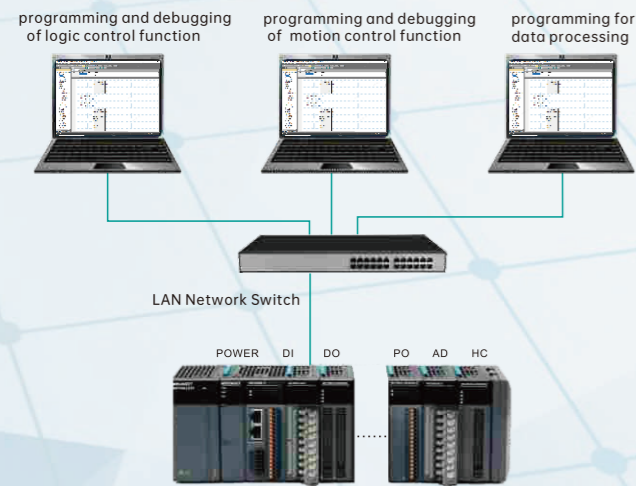 programming and debugging
of logic control function
programming and debugging
of motion control function
programming for
data processing
LAN Network Switch
POWER DI DO PO AD HC